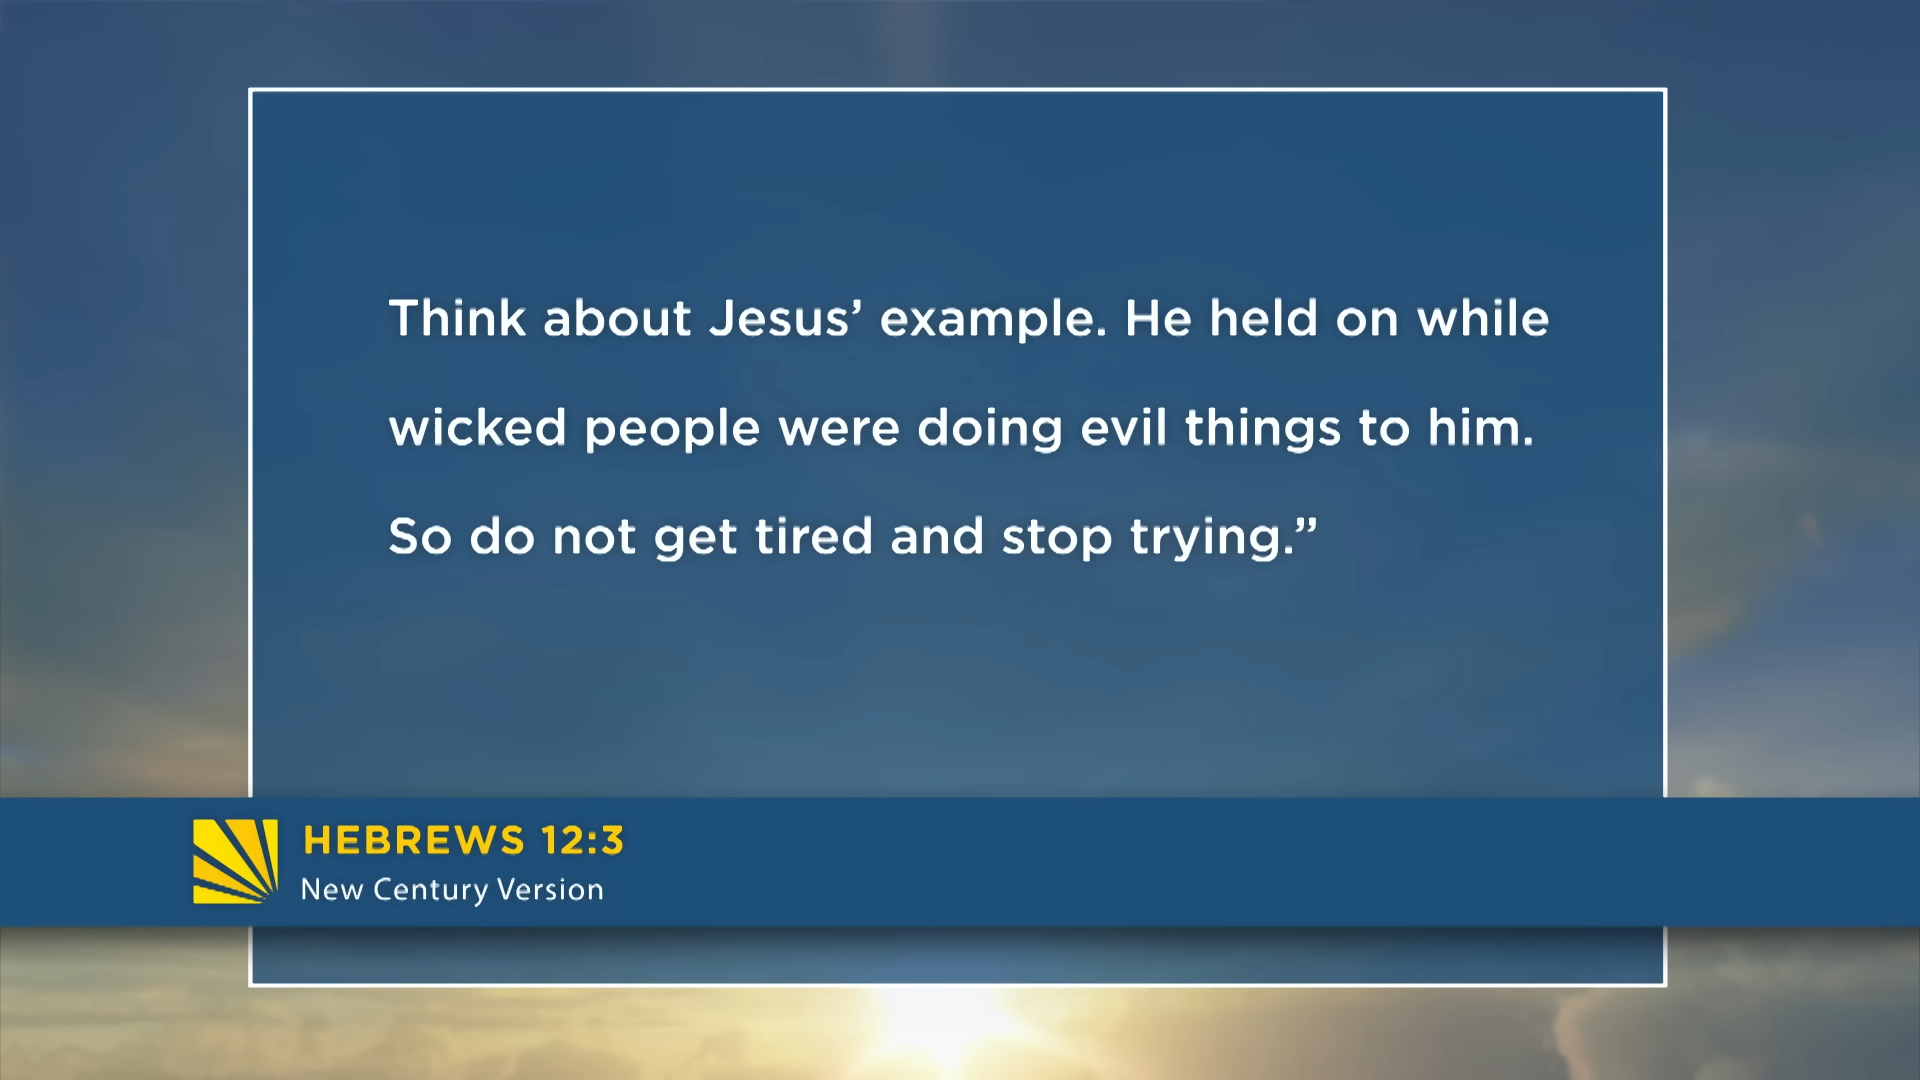 Think about Jesus’ example. He held on while
wicked people were doing evil things to him.
So do not get tired and stop trying.”
HEBREWS 12:3
New Century Version